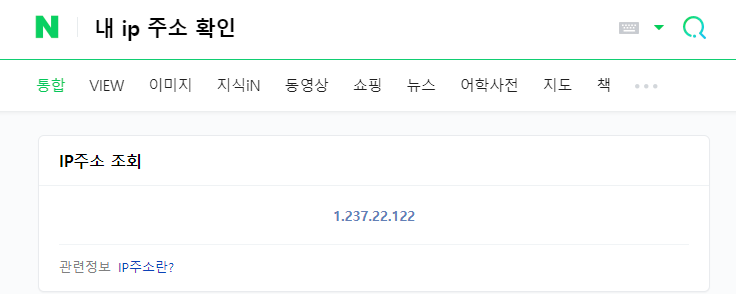 N 내 ip 주소 확인
통합 VIEW 이미지 지식iN 동영상 쇼핑 뉴스 어학사전 지도 책
IP주소 조회
1.237.22.122
관련정보 IP주소란?